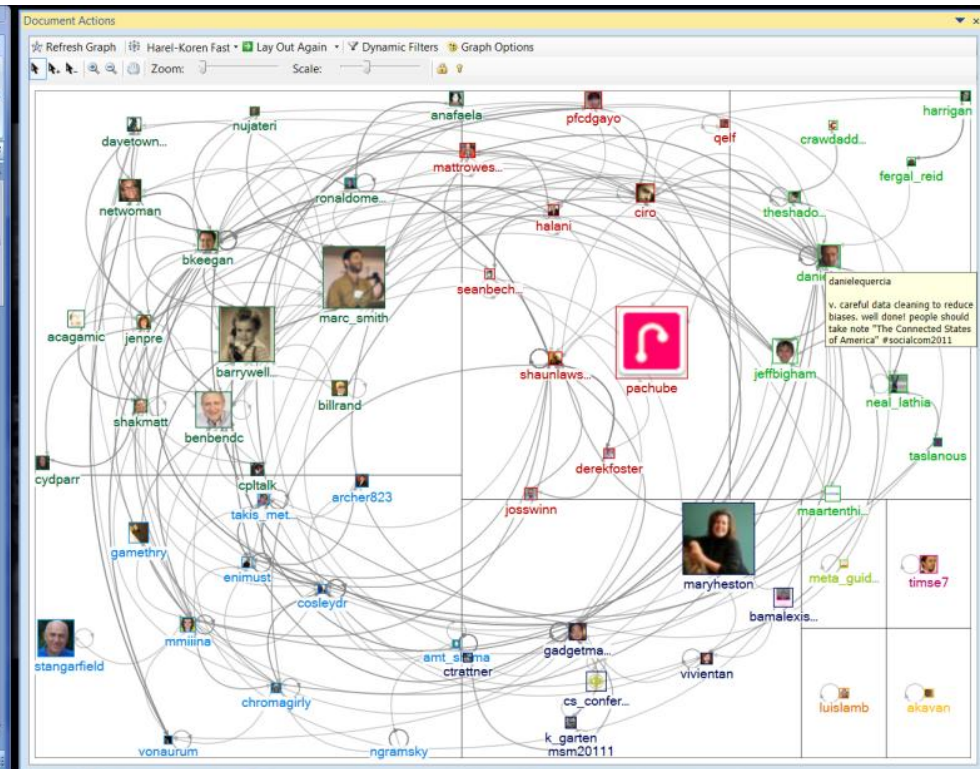 Document Actions
Refresh Graph Harel-Koren Fast Lay Out Again Dynamic Filters Graph Options
Zoom: Scale:
anafaela
pfcdgayo
harrigan
nujateri
davetown...
qelf
crawdadd...
mattrowes...
fergal_reid
ronaldome...
netwoman
halani
ciro
theshado...
bkeegan
danie
seanbech...
danielequercia
v. careful data cleaning to reduce
biases. well done! people should
take note "The Connected States
of America" #socialcom2011
marc_smith
acagamic
jenpre
barrywell...
shaunlaws...
pachube
jeffbigham
billrand
neal_lathia
shakmatt
benbendc
taslanous
derekfoster
cydparr
cpltalk
archer823
josswinn
maartenthi...
takis_met...
gamethry
enimust
maryheston
meta_guid...
timse7
cosleydr
bamalexis...
mmiiina
stangarfield
amt_s
gadgetma...
ctrattner
vivientan
chromagirly
cs_confer...
luislamb
akavan
k_garten
vonaurum
ngramsky
msm20111